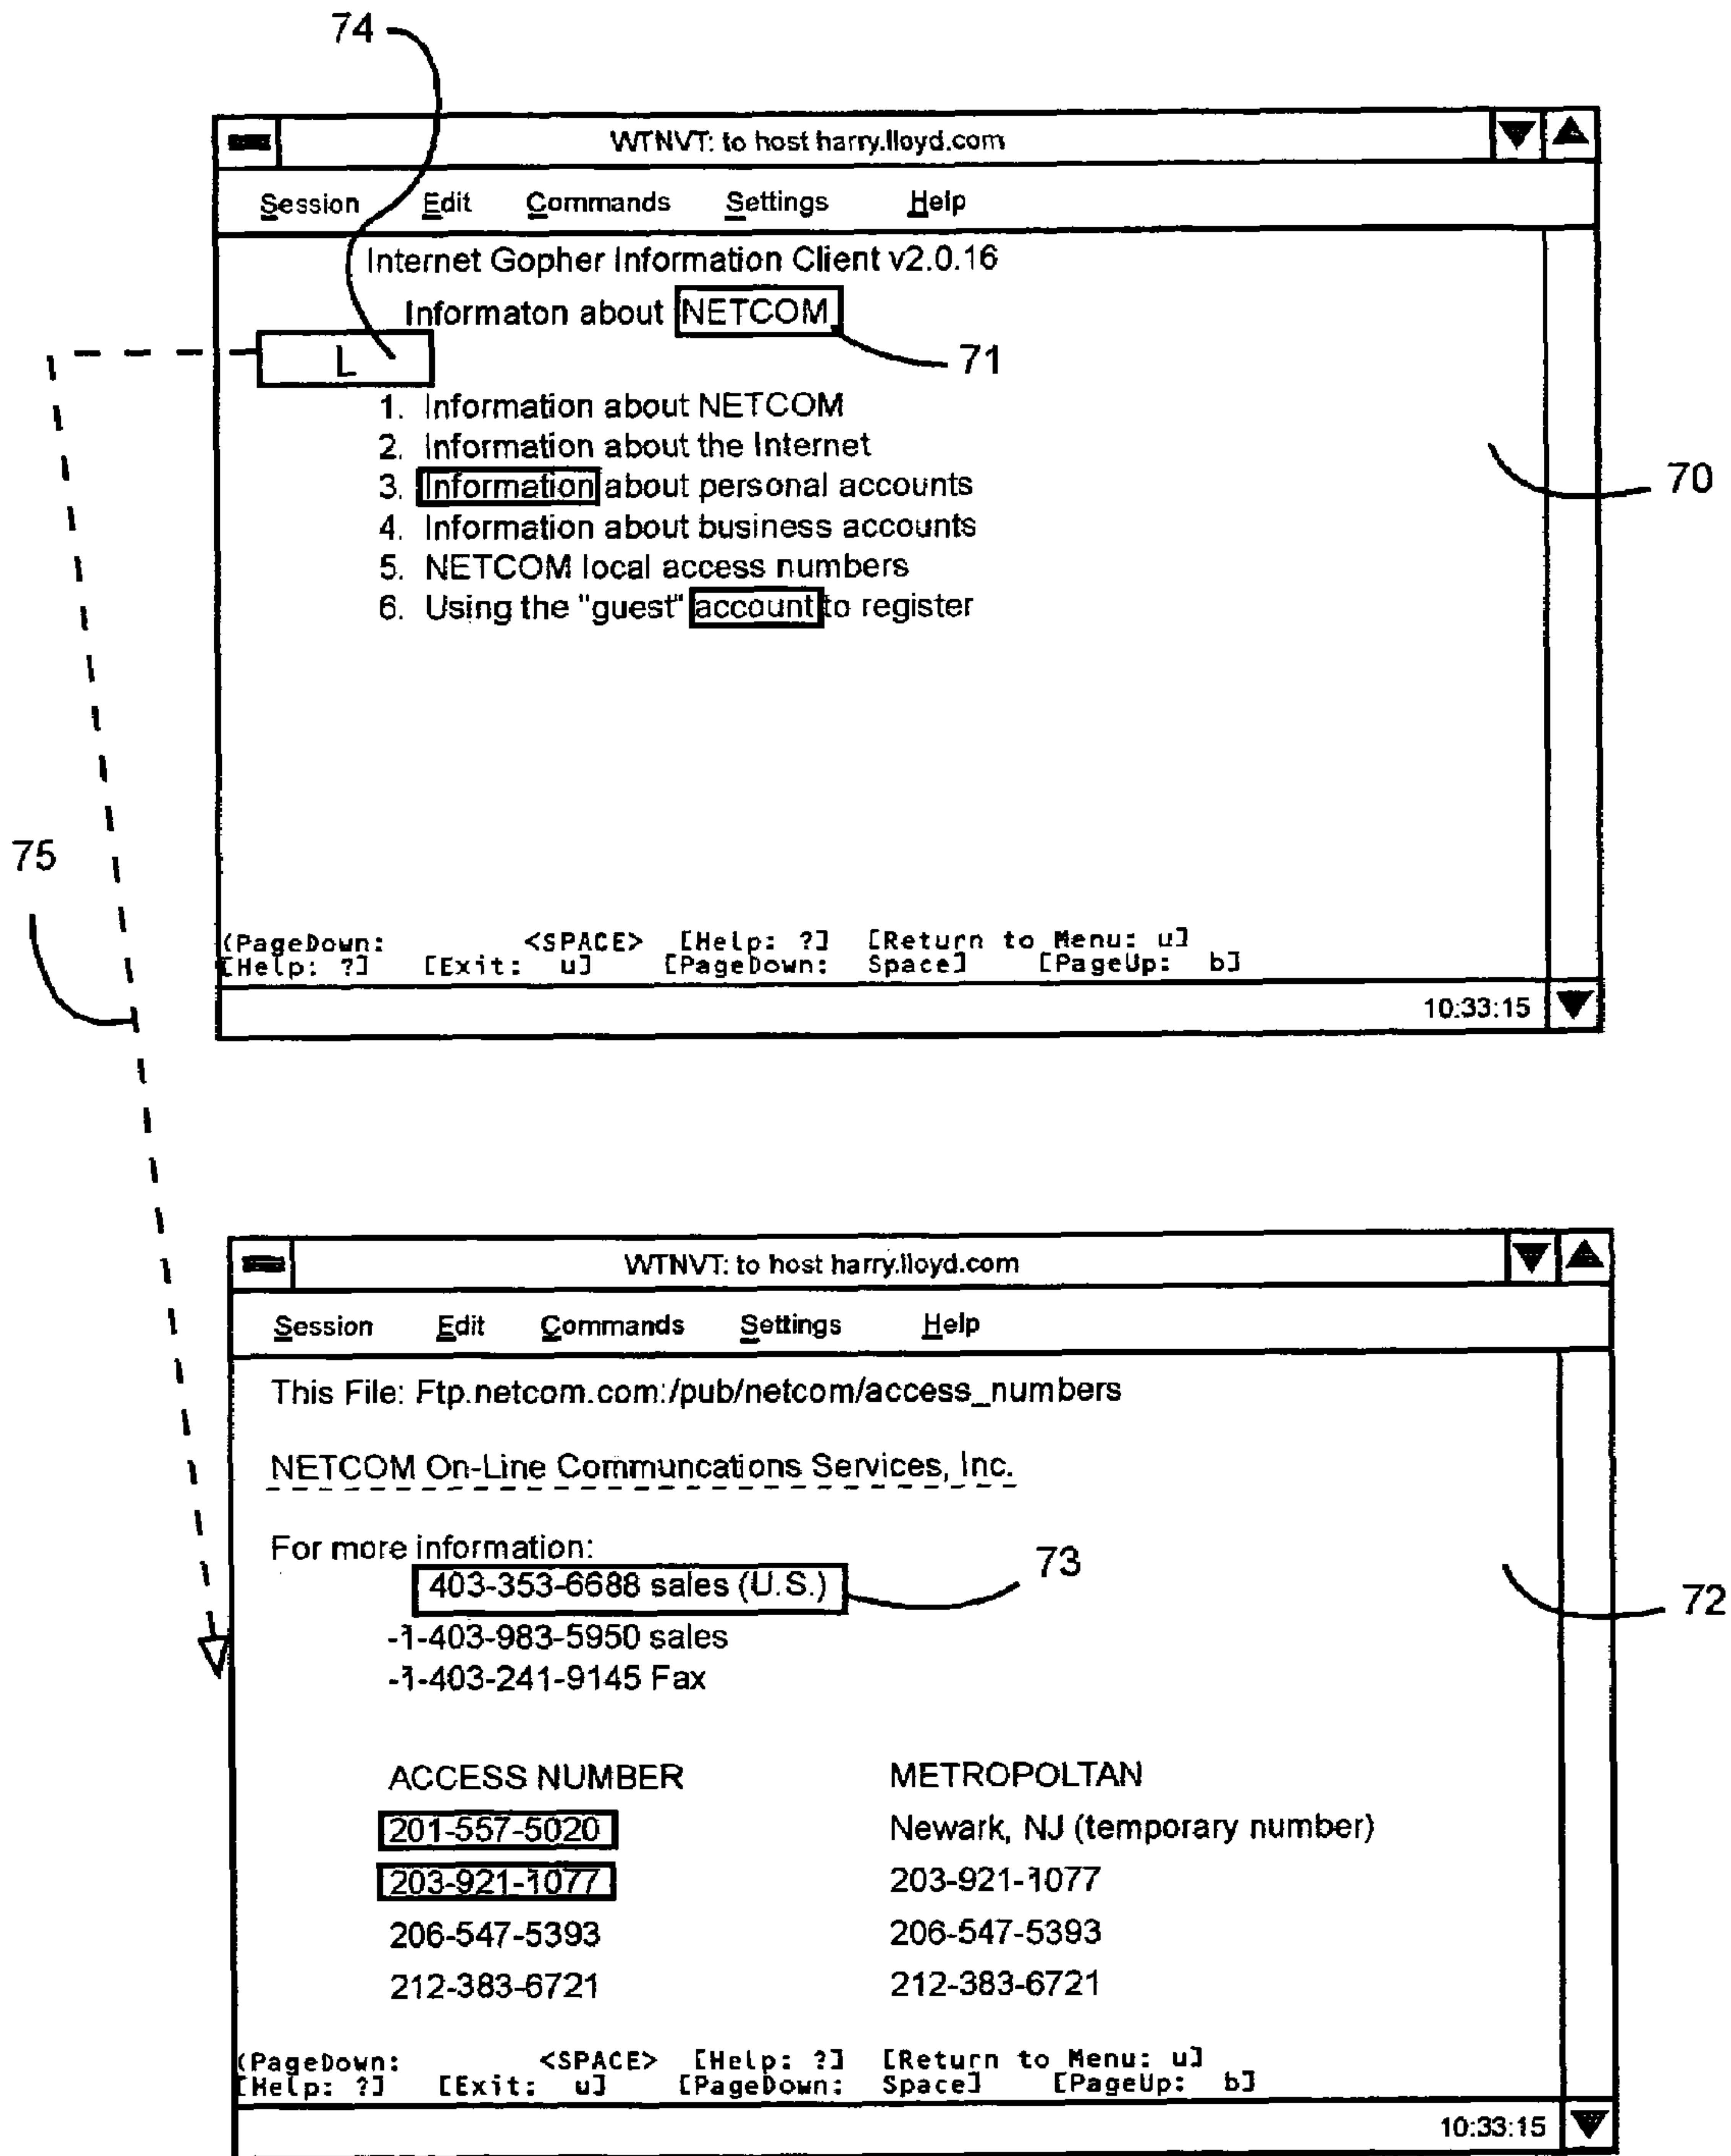 74
WTNVT: to host harry.lloyd.com
Session Edit Commands Settings Help
Internet Gopher Information Client v2.0.16
Informaton about NETCOM
71
L
1. Information about NETCOM
2. Information about the Internet
3. Information about personal accounts
70
4. Information about business accounts
5. NETCOM local access numbers
6. Using the "guest" account to register
75
(PageDown: <SPACE> [Help: ?] [Return to Menu: u]
[Help: ?] [Exit: u] [PageDown: Space] [PageUp: b]
10:33:15
WTNVT: to host harry.lloyd.com
Session Edit Commands Settings Help
This File: Ftp.netcom.com:/pub/netcom/access_numbers
NETCOM On-Line Communcations Services, Inc.
For more information:
73
403-353-6688 sales (U.S.)
72
-1-403-983-5950 sales
-1-403-241-9145 Fax
ACCESS NUMBER METROPOLTAN
201-557-5020 Newark, NJ (temporary number)
203-921-1077 203-921-1077
206-547-5393 206-547-5393
212-383-6721 212-383-6721
(PageDown: <SPACE> [Help: ?] [Return to Menu: u]
[Help: ?] [Exit: u] [PageDown: Space] [PageUp: b]
10:33:15